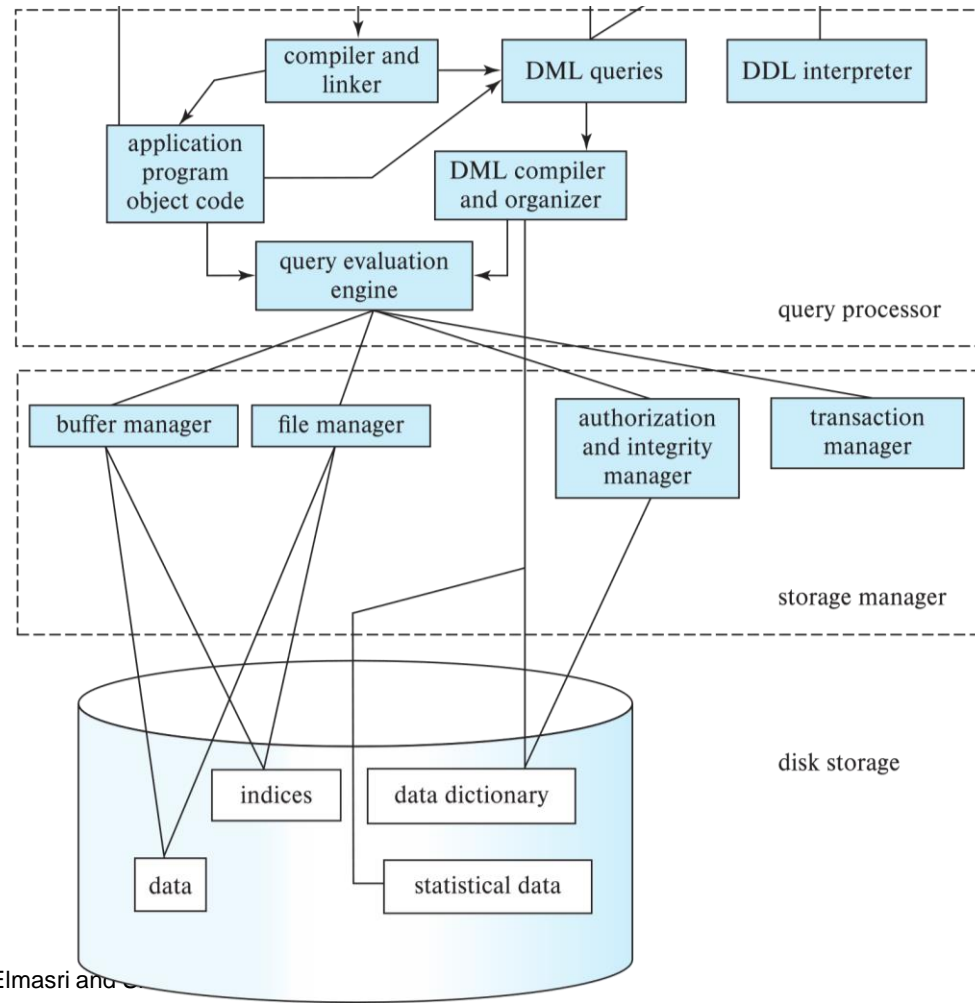 compiler and
linker
DML queries
DDL interpreter
application
program
object code
DML compiler
and organizer
query evaluation
engine
query processor
buffer manager
file manager
authorization
and integrity
manager
transaction
manager
storage manager
disk storage
indices
data dictionary
data
statistical data
Elmasri and